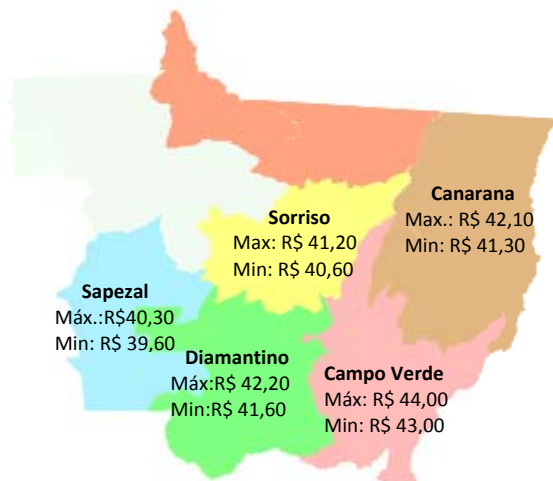 Canarana
Max.: R$ 42,10
Min: R$ 41,30
Sorriso
Max: R$ 41,20
Min: R$ 40,60
Sapezal
Máx.:R$40,30
Min: R$ 39,60
Diamantino
Máx:R$ 42,20
Min:R$ 41,60
Campo Verde
Máx: R$ 44,00
Min: R$ 43,00